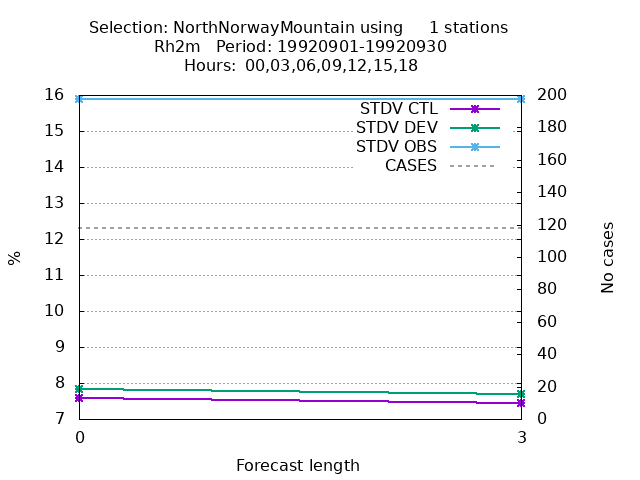 Selection: NorthNorwayMountain using 1 stations
Rh2m Period: 19920901-19920930
Hours: 00,03,06,09,12,15,18
STDV CTL
STDV DEV
STDV OBS
CASES
%
16
15
14
13
12
11
10
9
8
7
200
180
160
140
120
100
80
60
40
20
0
No cases
0
3
Forecast length